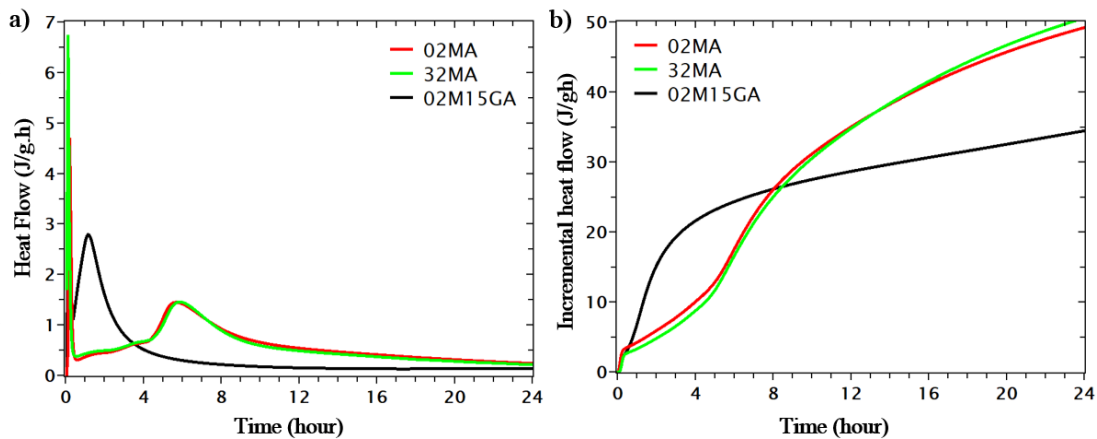 a)
Heat Flow (J/g.h)
7
6
5
4
3
2
1
0
02MA
32MA
02M15GA
0 4 8 12 16 20 24
Time (hour)
b)
Incremental heat flow (J/gh)
50
40
30
20
10
0
02MA
32MA
02M15GA
0 4 8 12 16 20 24
Time (hour)